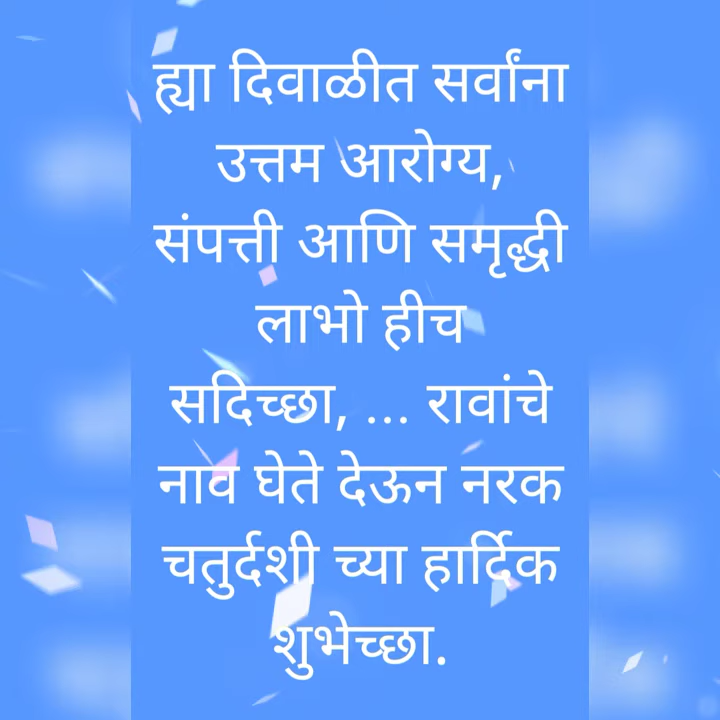 ह्या दिवाळीत सर्वांना
उत्तम आरोग्य,
संपत्ती आणि समृद्धी
लाभो हीच
सदिच्छा, ... रावांचे
नाव घेते देऊन नरक
चतुर्दशी च्या हार्दिक
शुभेच्छा.